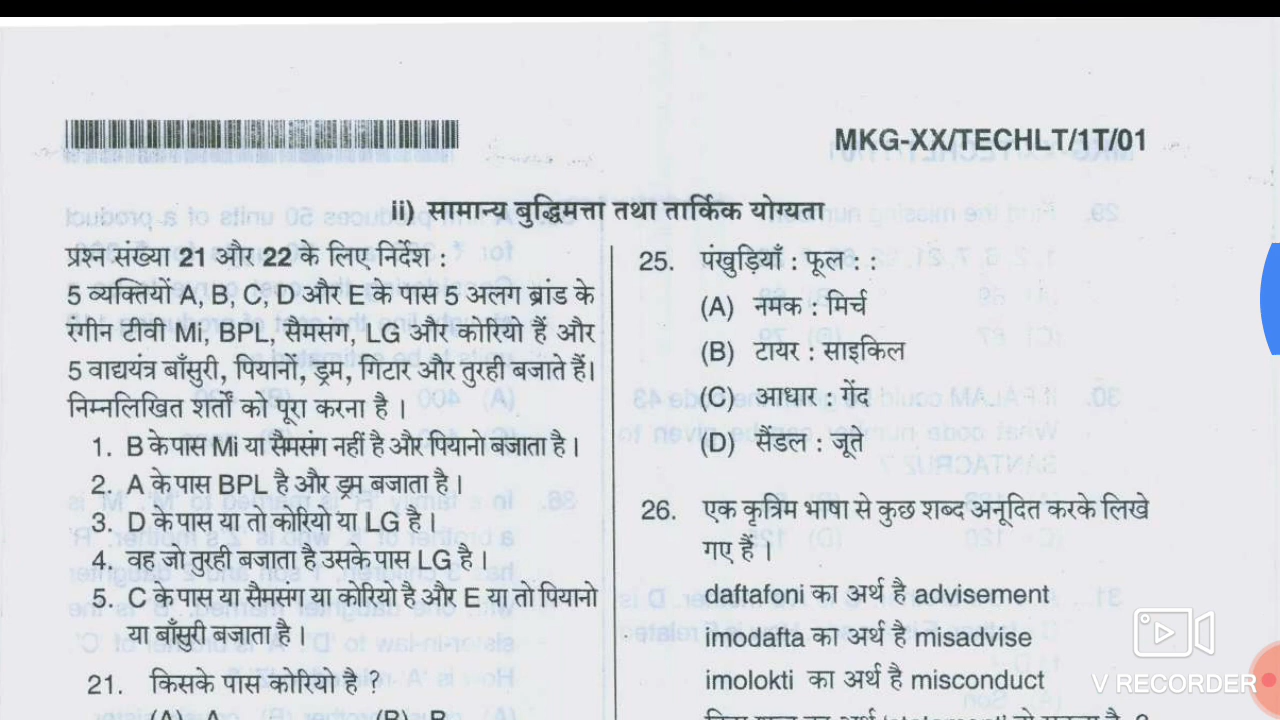 MKG-XX/TECHLT/1T/01
ii) सामान्य बुद्धिमत्ता तथा तार्किक योग्यता
प्रश्न संख्या 21 और 22 के लिए निर्देश :
5 व्यक्तियों A, B, C, D और E के पास 5 अलग ब्रांड के
रंगीन टीवी Mi, BPL, सैमसंग, LG और कोरियो हैं और
5 वाद्ययंत्र बाँसुरी, पियानो, ड्रम, गिटार और तुरही बजाते हैं।
निम्नलिखित शर्तों को पूरा करना है ।
1. B के पास Mi या सैमसंग नहीं है और पियानो बजाता है ।
2. A के पास BPL है और ड्रम बजाता है ।
3. D के पास या तो कोरियो या LG है ।
4. वह जो तुरही बजाता है उसके पास LG है ।
5. C के पास या सैमसंग या कोरियो है और E या तो पियानो
या बाँसुरी बजाता है ।
21. किसके पास कोरियो है ?
(A) A (B) B
25. पंखुड़ियाँ : फूल : :
(A) नमक : मिर्च
(B) टायर : साइकिल
(C) आधार : गेंद
(D) सैंडल : जूते
26. एक कृत्रिम भाषा से कुछ शब्द अनूदित करके लिखे
गए हैं ।
daftafoni का अर्थ है advisement
imodafta का अर्थ है misadvise
imolokti का अर्थ है misconduct
V RECORDER